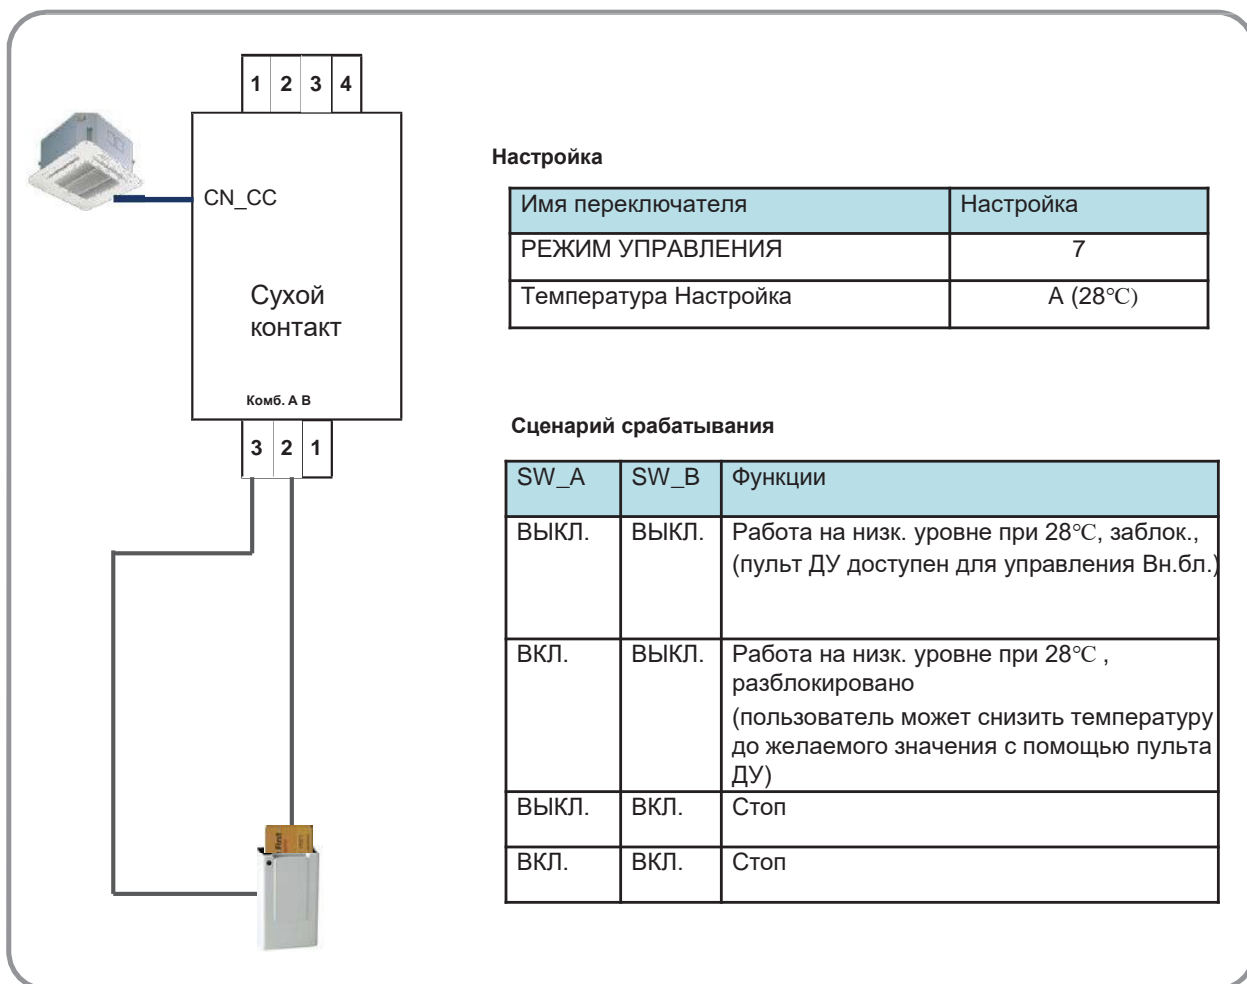 1 2 3 4
CN_CC
Сухой
контакт
Комб. А В
3 2 1
Настройка
Имя переключателя Настройка
РЕЖИМ УПРАВЛЕНИЯ 7
Температура Настройка А (28°C)
Сценарий срабатывания
SW_A SW_B Функции
ВЫКЛ. ВЫКЛ. Работа на низк. уровне при 28°C, заблок.,
(пульт ДУ доступен для управления Вн.бл.)
ВКЛ. ВЫКЛ. Работа на низк. уровне при 28°C ,
разблокировано
(пользователь может снизить температуру
до желаемого значения с помощью пульта
ДУ)
ВЫКЛ. ВКЛ. Стоп
ВКЛ. ВКЛ. Стоп
First